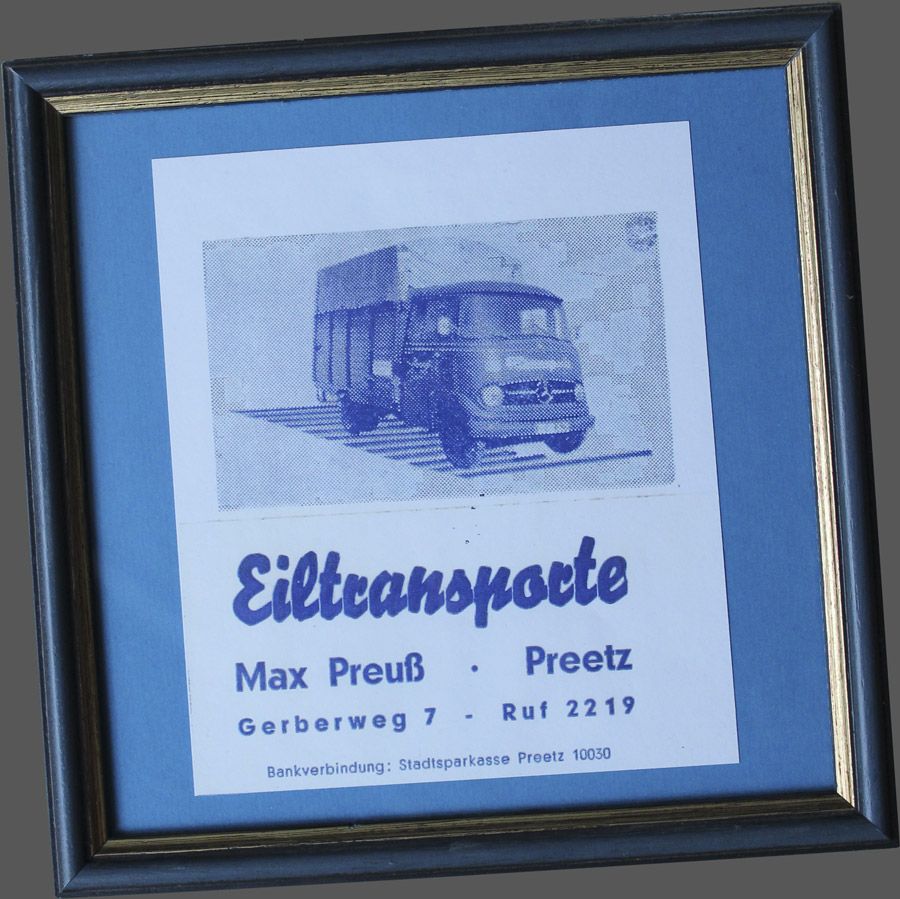 Eiltransporte
Max Preuß · Preetz
Gerberweg 7 - Ruf 2219
Bankverbindung: Stadtsparkasse Preetz 10030